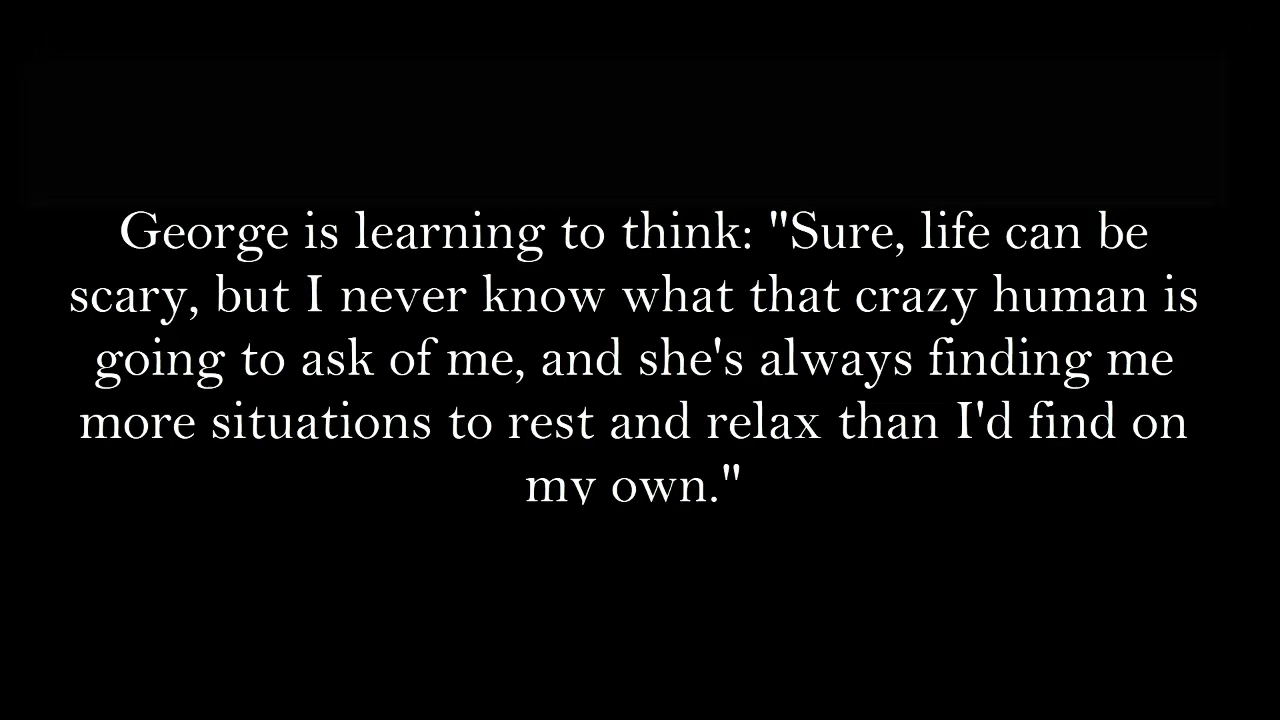 George is learning to think: "Sure, life can be
scary, but I never know what that crazy human is
going to ask of me, and she's always finding me
more situations to rest and relax than I'd find on
my own."